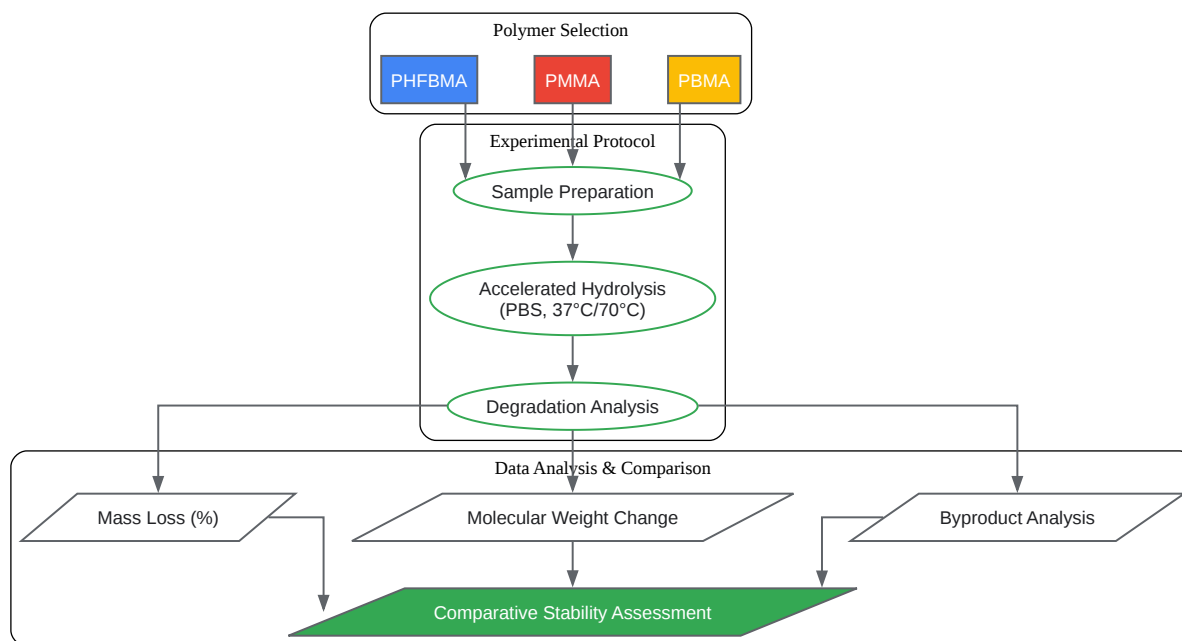 Polymer Selection
PHFBMA
PMMA
PBMA
Experimental Protocol
Sample Preparation
Accelerated Hydrolysis
(PBS, 37°C/70°C)
Degradation Analysis
Data Analysis & Comparison
Mass Loss (%)
Molecular Weight Change
Byproduct Analysis
Comparative Stability Assessment